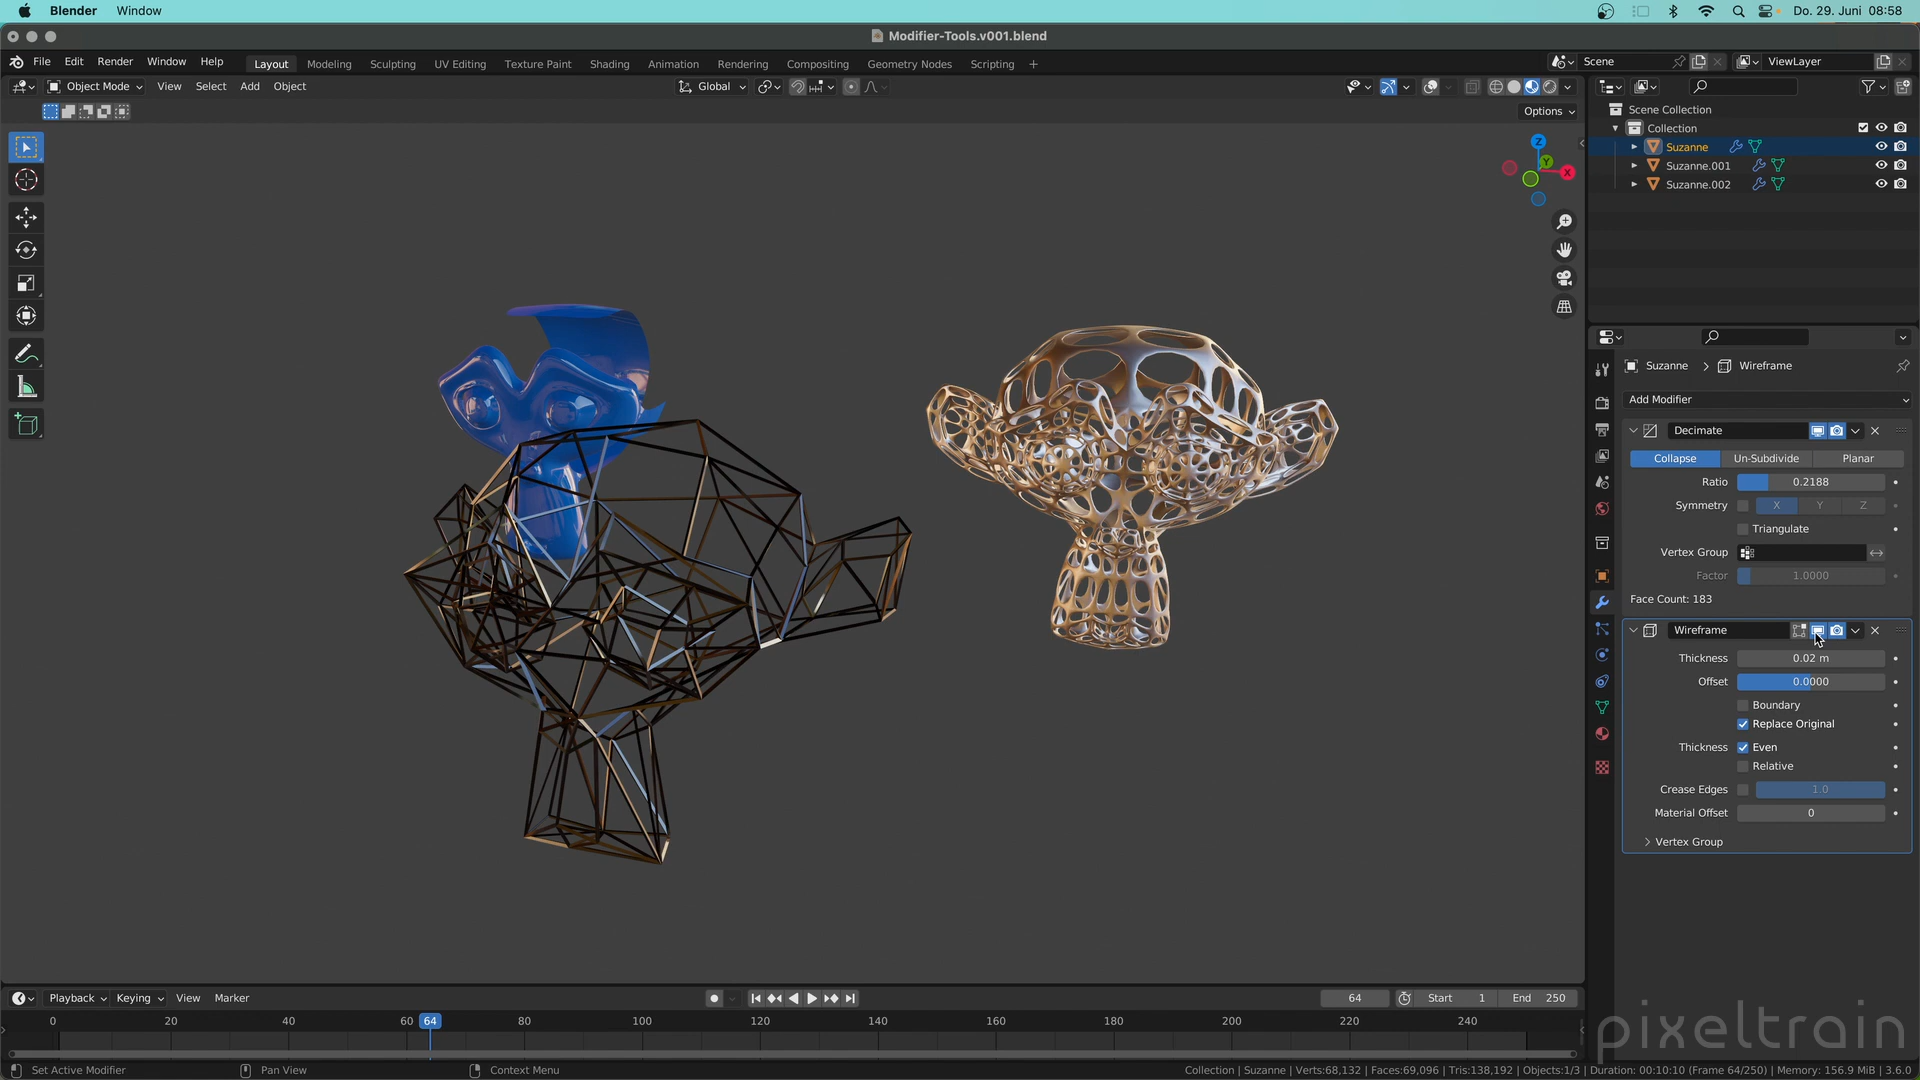 Blender Window
Do. 29. Juni 08:58
Modifier-Tools.v001.blend
File Edit Render Window Help
Layout Modeling Sculpting UV Editing Texture Paint Shading Animation Rendering Compositing Geometry Nodes Scripting +
Scene
ViewLayer
Object Mode View Select Add Object
Global
Options
Z
Y
X
Scene Collection
Collection
Suzanne
Suzanne.001
Suzanne.002
Suzanne > Wireframe
Add Modifier
Decimate
Collapse Un-Subdivide Planar
Ratio 0.2188
Symmetry X Y Z
Triangulate
Vertex Group
Factor 1.0000
Face Count: 183
Wireframe
Thickness 0.02 m
Offset 0.0000
Boundary
Replace Original
Thickness Even
Relative
Crease Edges 1.0
Material Offset 0
Vertex Group
Playback Keying View Marker
64 Start 1 End 250
0 20 40 60 64 80 100 120 140 160 180 200 220 240
pixeltrain
Set Active Modifier Pan View Context Menu
Collection | Suzanne | Verts:68,132 | Faces:69,096 | Tris:138,192 | Objects:1/3 | Duration: 00:10:10 (Frame 64/250) | Memory: 156.9 MiB | 3.6.0